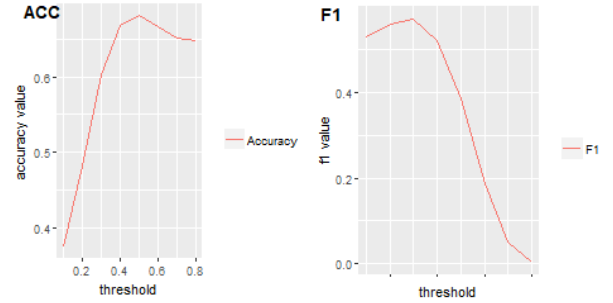 ACC
accuracy value
0.6
0.5
0.4
0.2 0.4 0.6 0.8
threshold
Accuracy
F1
f1 value
0.4
0.2
0.0
threshold
F1